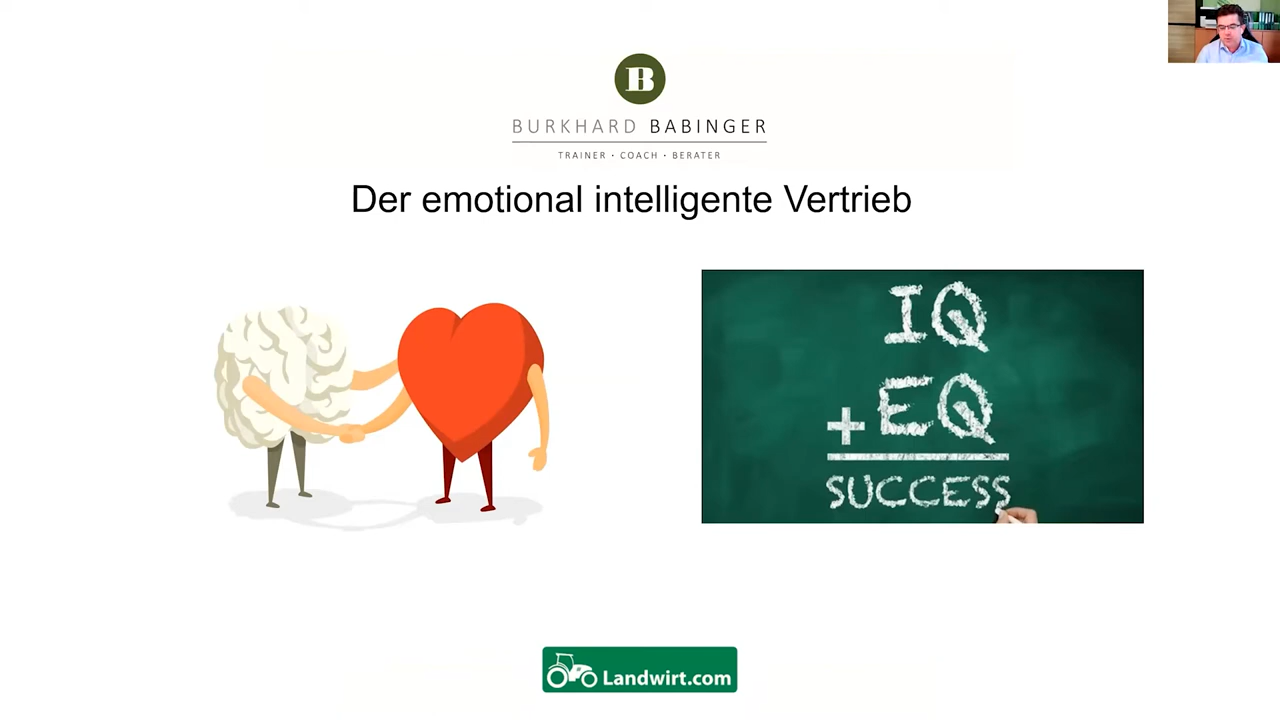 B
BURKHARD BABINGER
TRAINER • COACH • BERATER
Der emotional intelligente Vertrieb
IQ
+EQ
SUCCESS
Landwirt.com